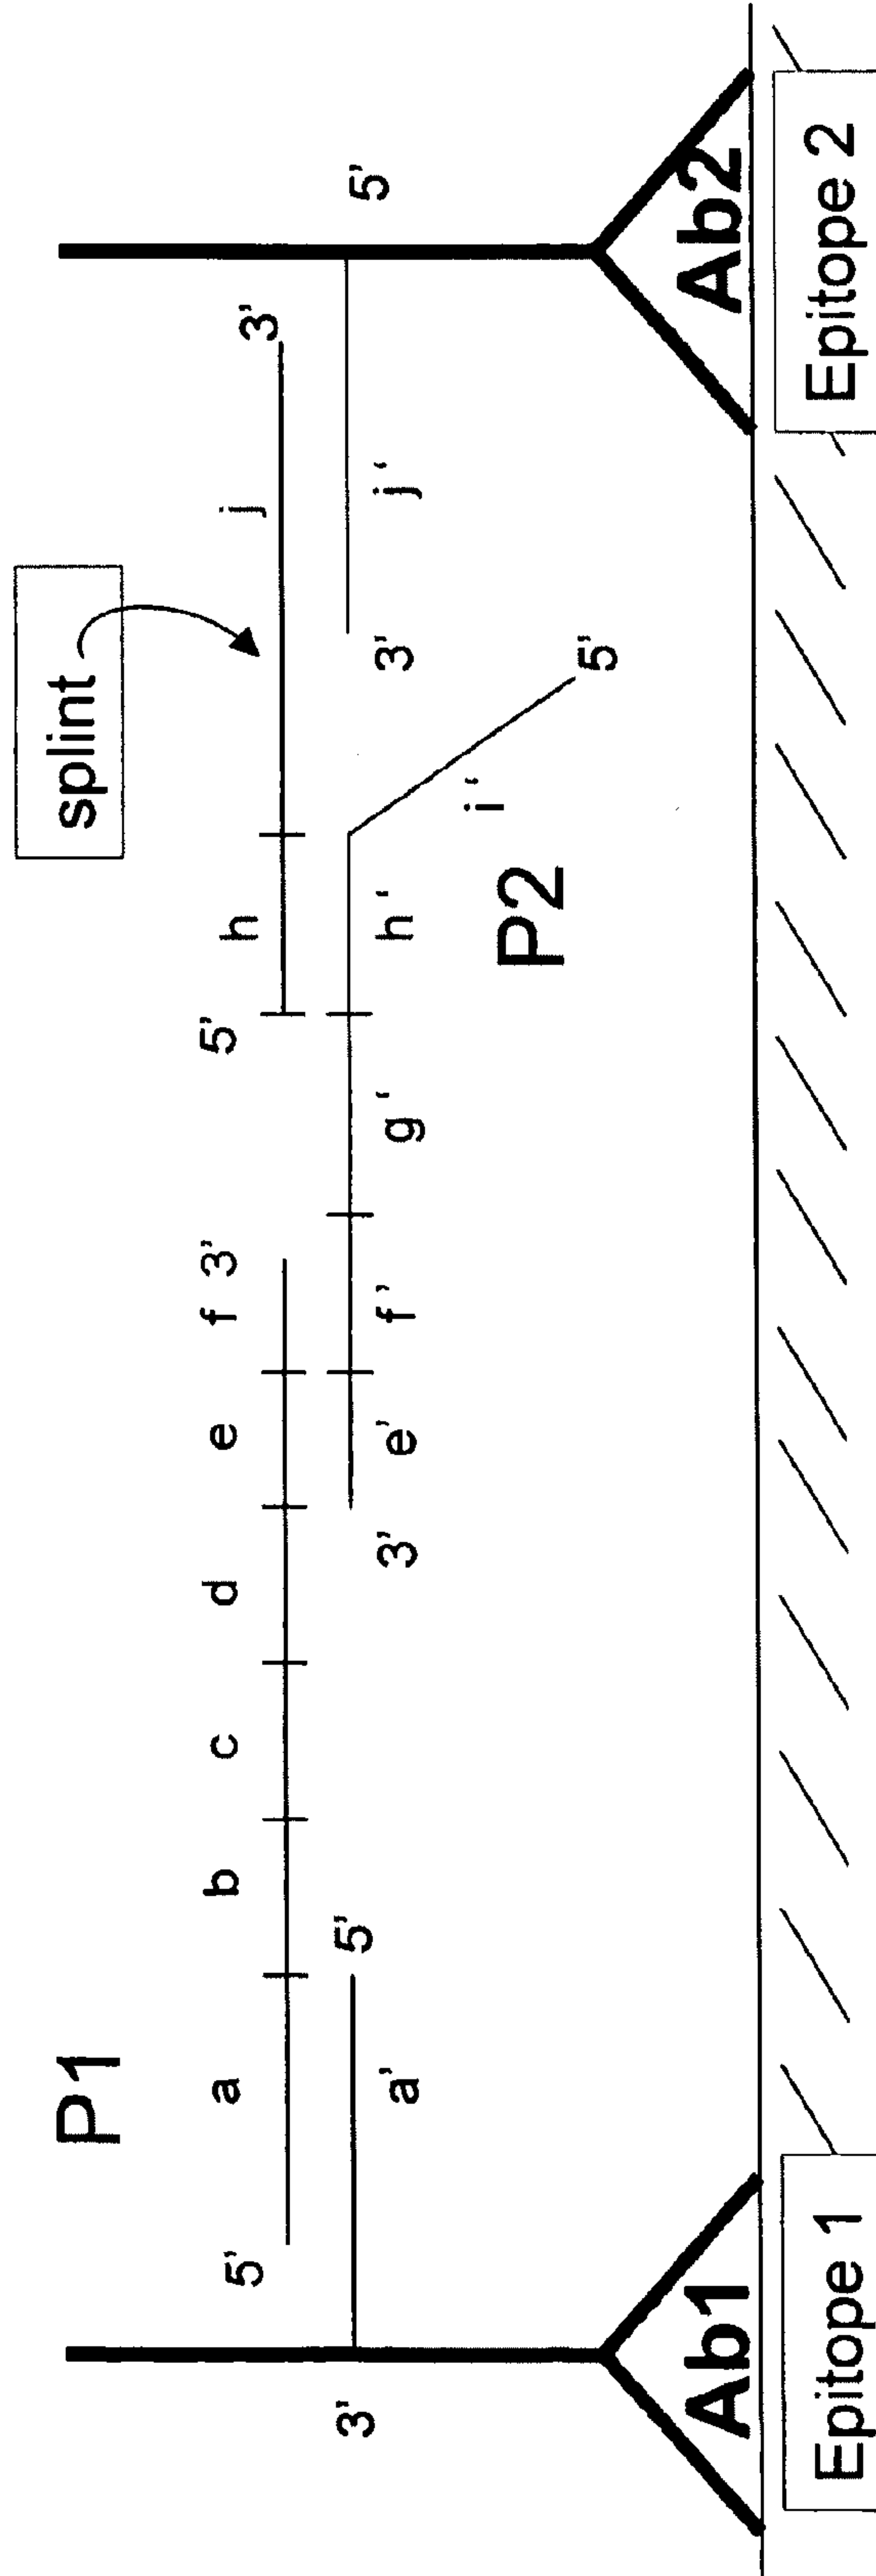 splint
P1
a b c d e f 3' 5' h j 3'
5'
a' 5'
3' e' f' g' h' 3' j' 5'
3'
i' 5'
P2
Ab1 Ab2
Epitope 1 Epitope 2